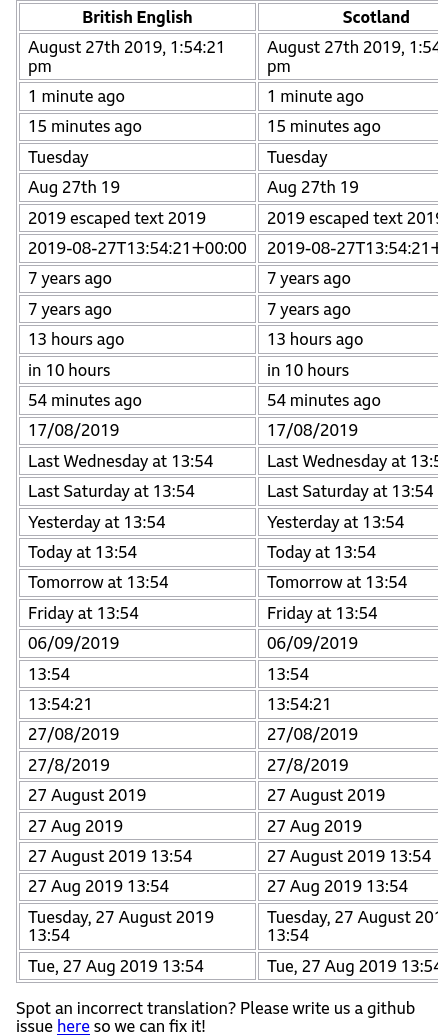 British English Scotland
August 27th 2019, 1:54:21 August 27th 2019,
pm pm
1 minute ago 1 minute ago
15 minutes ago 15 minutes ago
Tuesday Tuesday
Aug 27th 19 Aug 27th 19
2019 escaped text 2019 2019 escaped text 2019
2019-08-27T13:54:21+00:00 2019-08-27T13:54:21+
7 years ago 7 years ago
7 years ago 7 years ago
13 hours ago 13 hours ago
in 10 hours in 10 hours
54 minutes ago 54 minutes ago
17/08/2019 17/08/2019
Last Wednesday at 13:54 Last Wednesday at
Last Saturday at 13:54 Last Saturday at 13:54
Yesterday at 13:54 Yesterday at 13:54
Today at 13:54 Today at 13:54
Tomorrow at 13:54 Tomorrow at 13:54
Friday at 13:54 Friday at 13:54
06/09/2019 06/09/2019
13:54 13:54
13:54:21 13:54:21
27/08/2019 27/08/2019
27/8/2019 27/8/2019
27 August 2019 27 August 2019
27 Aug 2019 27 Aug 2019
27 August 2019 13:54 27 August 2019 13:54
27 Aug 2019 13:54 27 Aug 2019 13:54
Tuesday, 27 August 2019 Tuesday, 27 August
13:54 13:54
Tue, 27 Aug 2019 13:54 Tue, 27 Aug 2019 13:54
Spot an incorrect translation? Please write us a github
issue here so we can fix it!